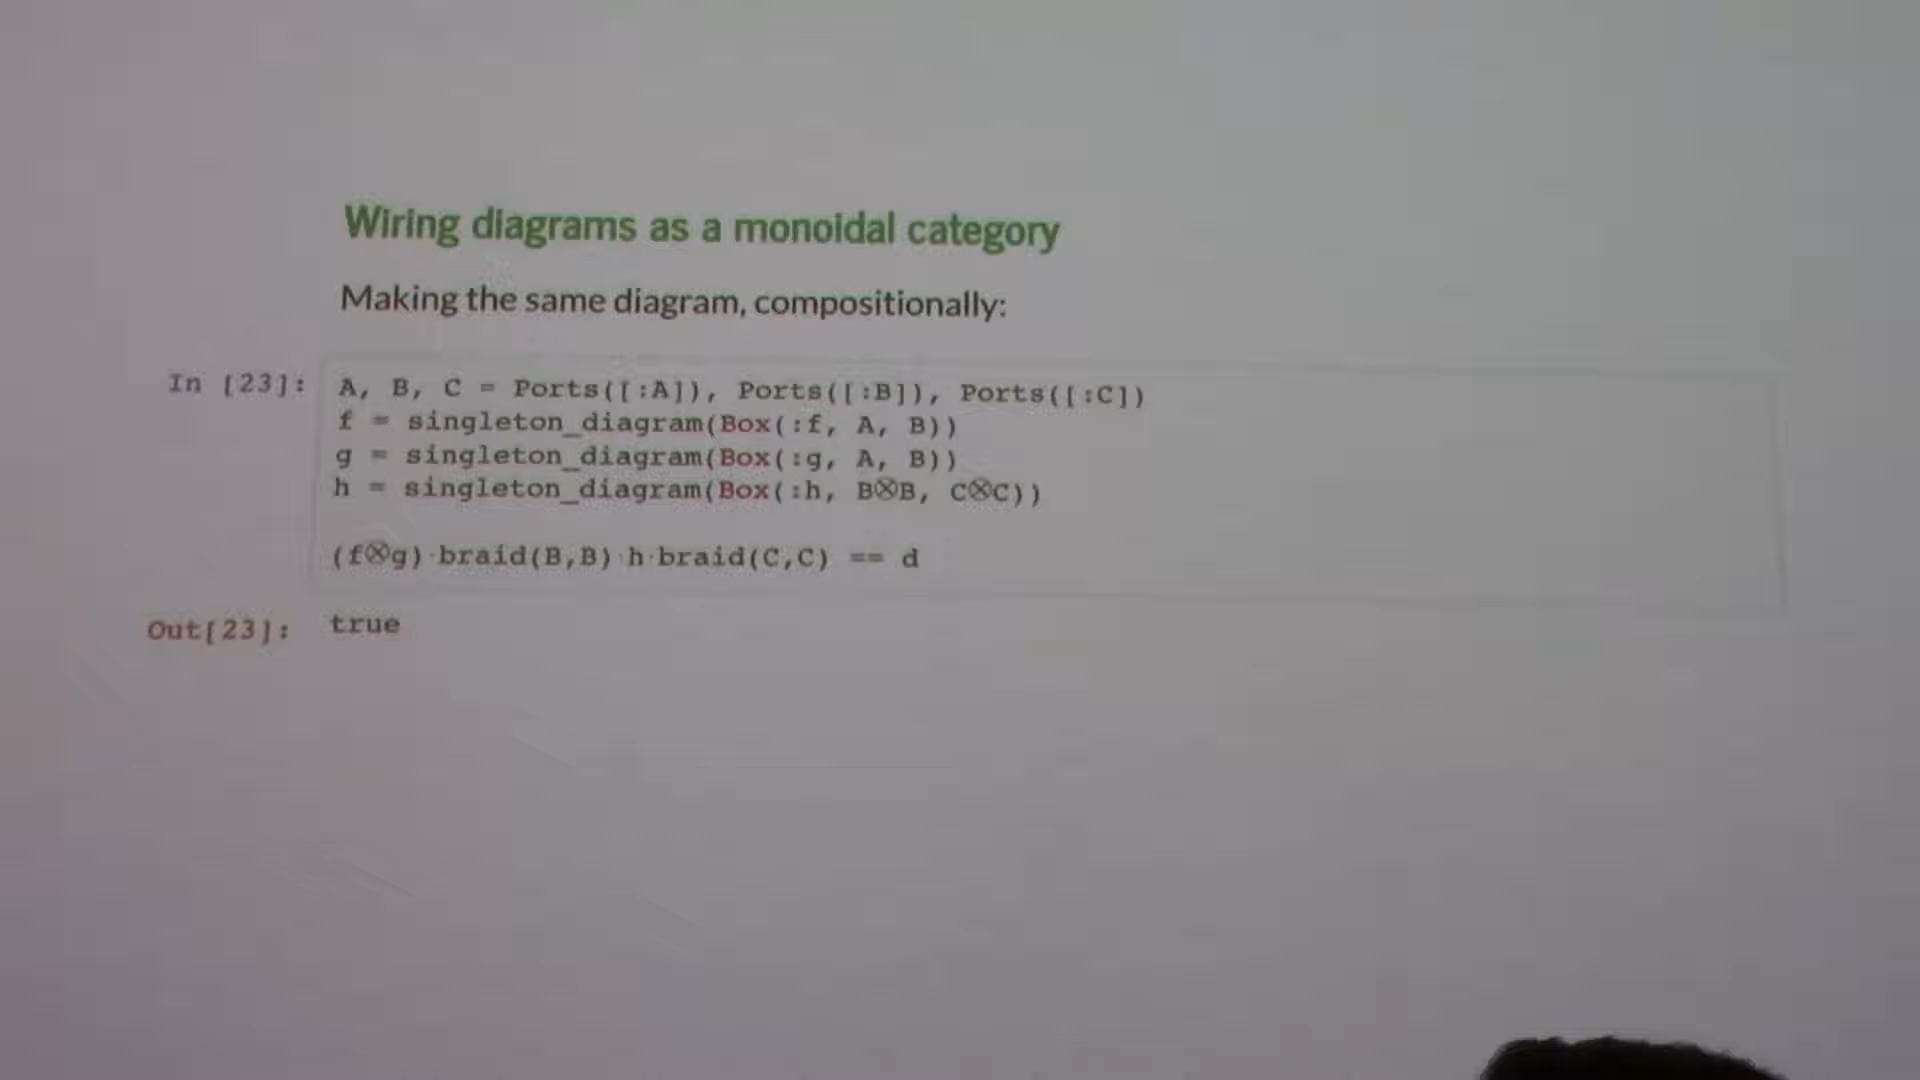 Wiring diagrams as a monoidal category
Making the same diagram, compositionally:
In [23]: A, B, C = Ports([:A]), Ports([:B]), Ports([:C])
f = singleton_diagram(Box(:f, A, B))
g = singleton_diagram(Box(:g, A, B))
h = singleton_diagram(Box(:h, B⊗B, C⊗C))
(f⊗g)·braid(B,B)·h·braid(C,C) == d
Out[23]: true